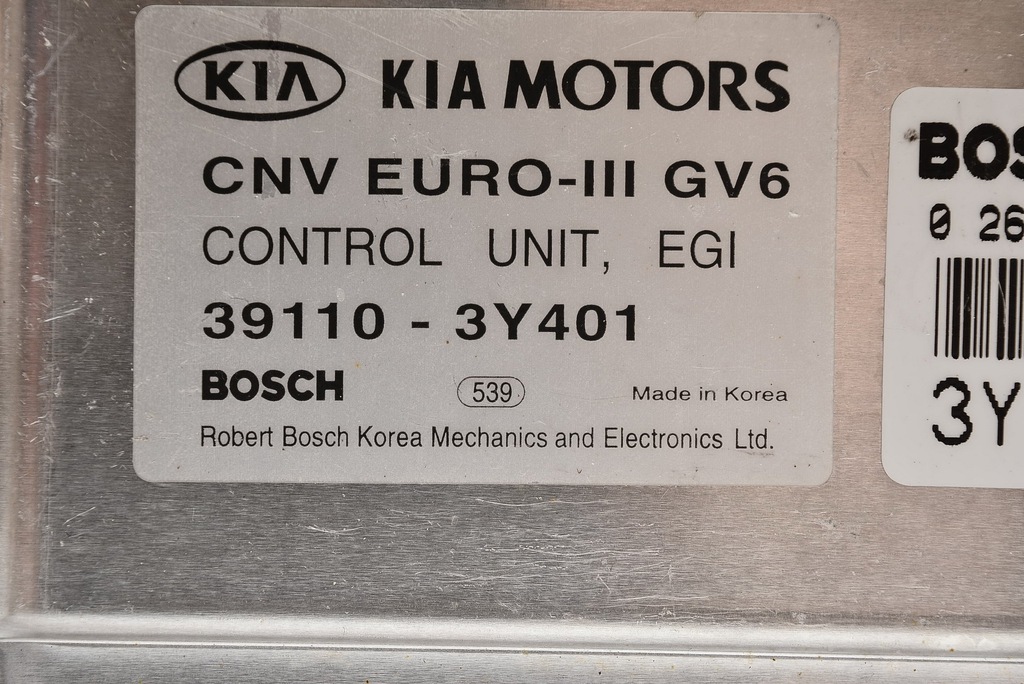 KIA KIA MOTORS
CNV EURO-III GV6
CONTROL UNIT, EGI
39110 - 3Y401
BOSCH 539 Made in Korea
Robert Bosch Korea Mechanics and Electronics Ltd.
BOS
0 26
3Y